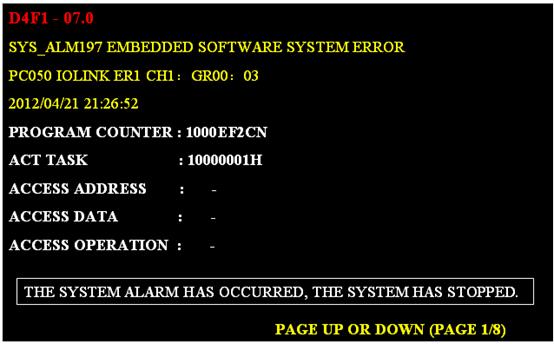 D4F1 - 07.0
SYS_ALM197 EMBEDDED SOFTWARE SYSTEM ERROR
PC050 IOLINK ER1 CH1： GR00： 03
2012/04/21 21:26:52
PROGRAM COUNTER : 1000EF2CN
ACT TASK : 10000001H
ACCESS ADDRESS : -
ACCESS DATA : -
ACCESS OPERATION : -
THE SYSTEM ALARM HAS OCCURRED, THE SYSTEM HAS STOPPED.
PAGE UP OR DOWN (PAGE 1/8)